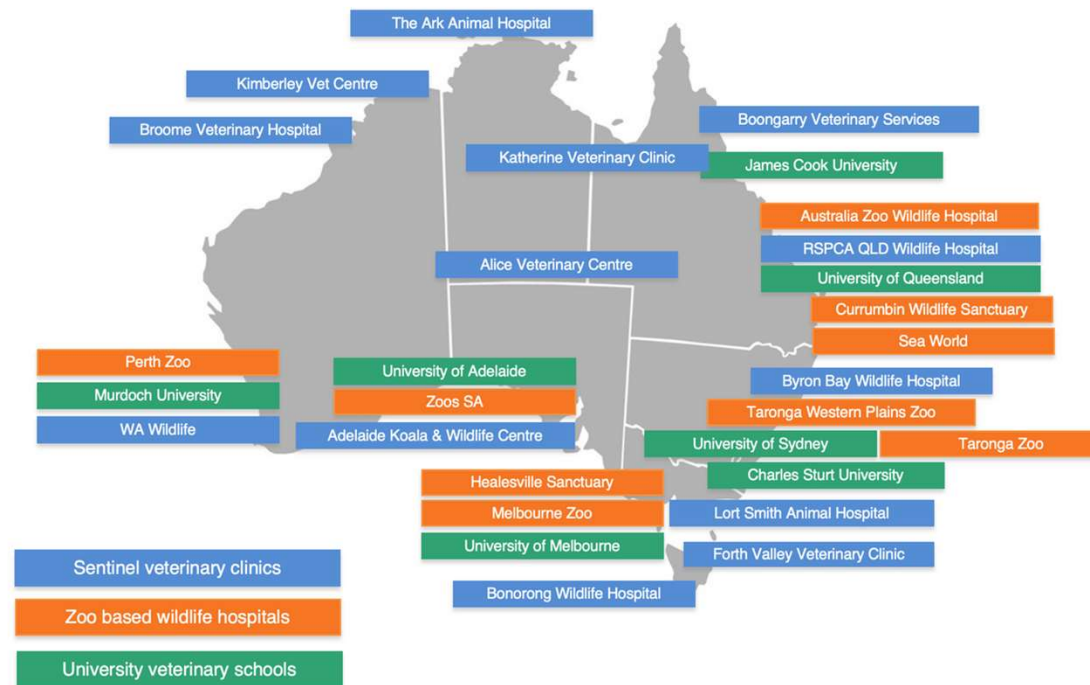 The Ark Animal Hospital
Kimberley Vet Centre
Broome Veterinary Hospital
Boongarry Veterinary Services
Katherine Veterinary Clinic
James Cook University
Australia Zoo Wildlife Hospital
RSPCA QLD Wildlife Hospital
Alice Veterinary Centre
University of Queensland
Currumbin Wildlife Sanctuary
Sea World
Perth Zoo
University of Adelaide
Byron Bay Wildlife Hospital
Murdoch University
Zoos SA
Taronga Western Plains Zoo
WA Wildlife
Adelaide Koala & Wildlife Centre
University of Sydney
Taronga Zoo
Charles Sturt University
Healesville Sanctuary
Melbourne Zoo
Lort Smith Animal Hospital
University of Melbourne
Forth Valley Veterinary Clinic
Bonorong Wildlife Hospital
Sentinel veterinary clinics
Zoo based wildlife hospitals
University veterinary schools